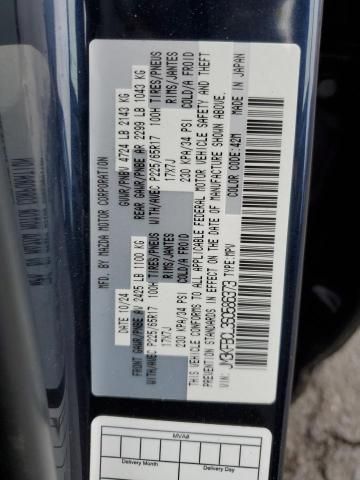 MFD. BY MAZDA MOTOR CORPORATION
DATE: 10/24 GVWR/PNBV 4724 LB 2143 KG
FRONT GAWR/PNBE AV 2425 LB 1100 KG REAR GAWR/PNBE AR 2299 LB 1043 KG
WITH/AVEC P225/65R17 100H TIRES/PNEUS WITH/AVEC P225/65R17 100H TIRES/PNEUS
17X7J RIMS/JANTES 17X7J RIMS/JANTES
230 KPA/34 PSI COLD/A FROID 230 KPA/34 PSI COLD/A FROID
THIS VEHICLE CONFORMS TO ALL APPLICABLE FEDERAL MOTOR VEHICLE SAFETY, BUMPER,
AND THEFT PREVENTION STANDARDS IN EFFECT ON THE DATE OF MANUFACTURE
SHOWN ABOVE.
VIN: TYPE: MPV COLOR CODE: 42M MADE IN JAPAN
MVA#
Delivery Month Delivery Day